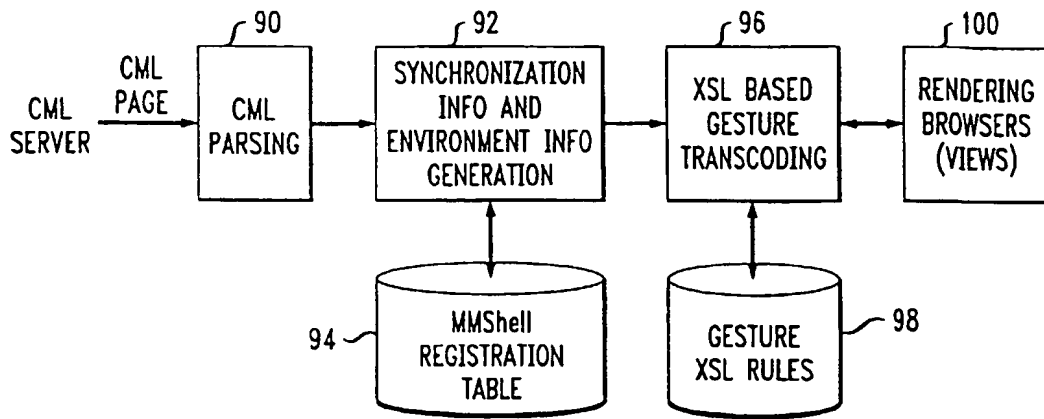 90
92
96
100
CML
SERVER
CML
PAGE
CML
PARSING
SYNCHRONIZATION
INFO AND
ENVIRONMENT INFO
GENERATION
XSL BASED
GESTURE
TRANSCODING
RENDERING
BROWSERS
(VIEWS)
94
MMShell
REGISTRATION
TABLE
GESTURE
XSL RULES
98